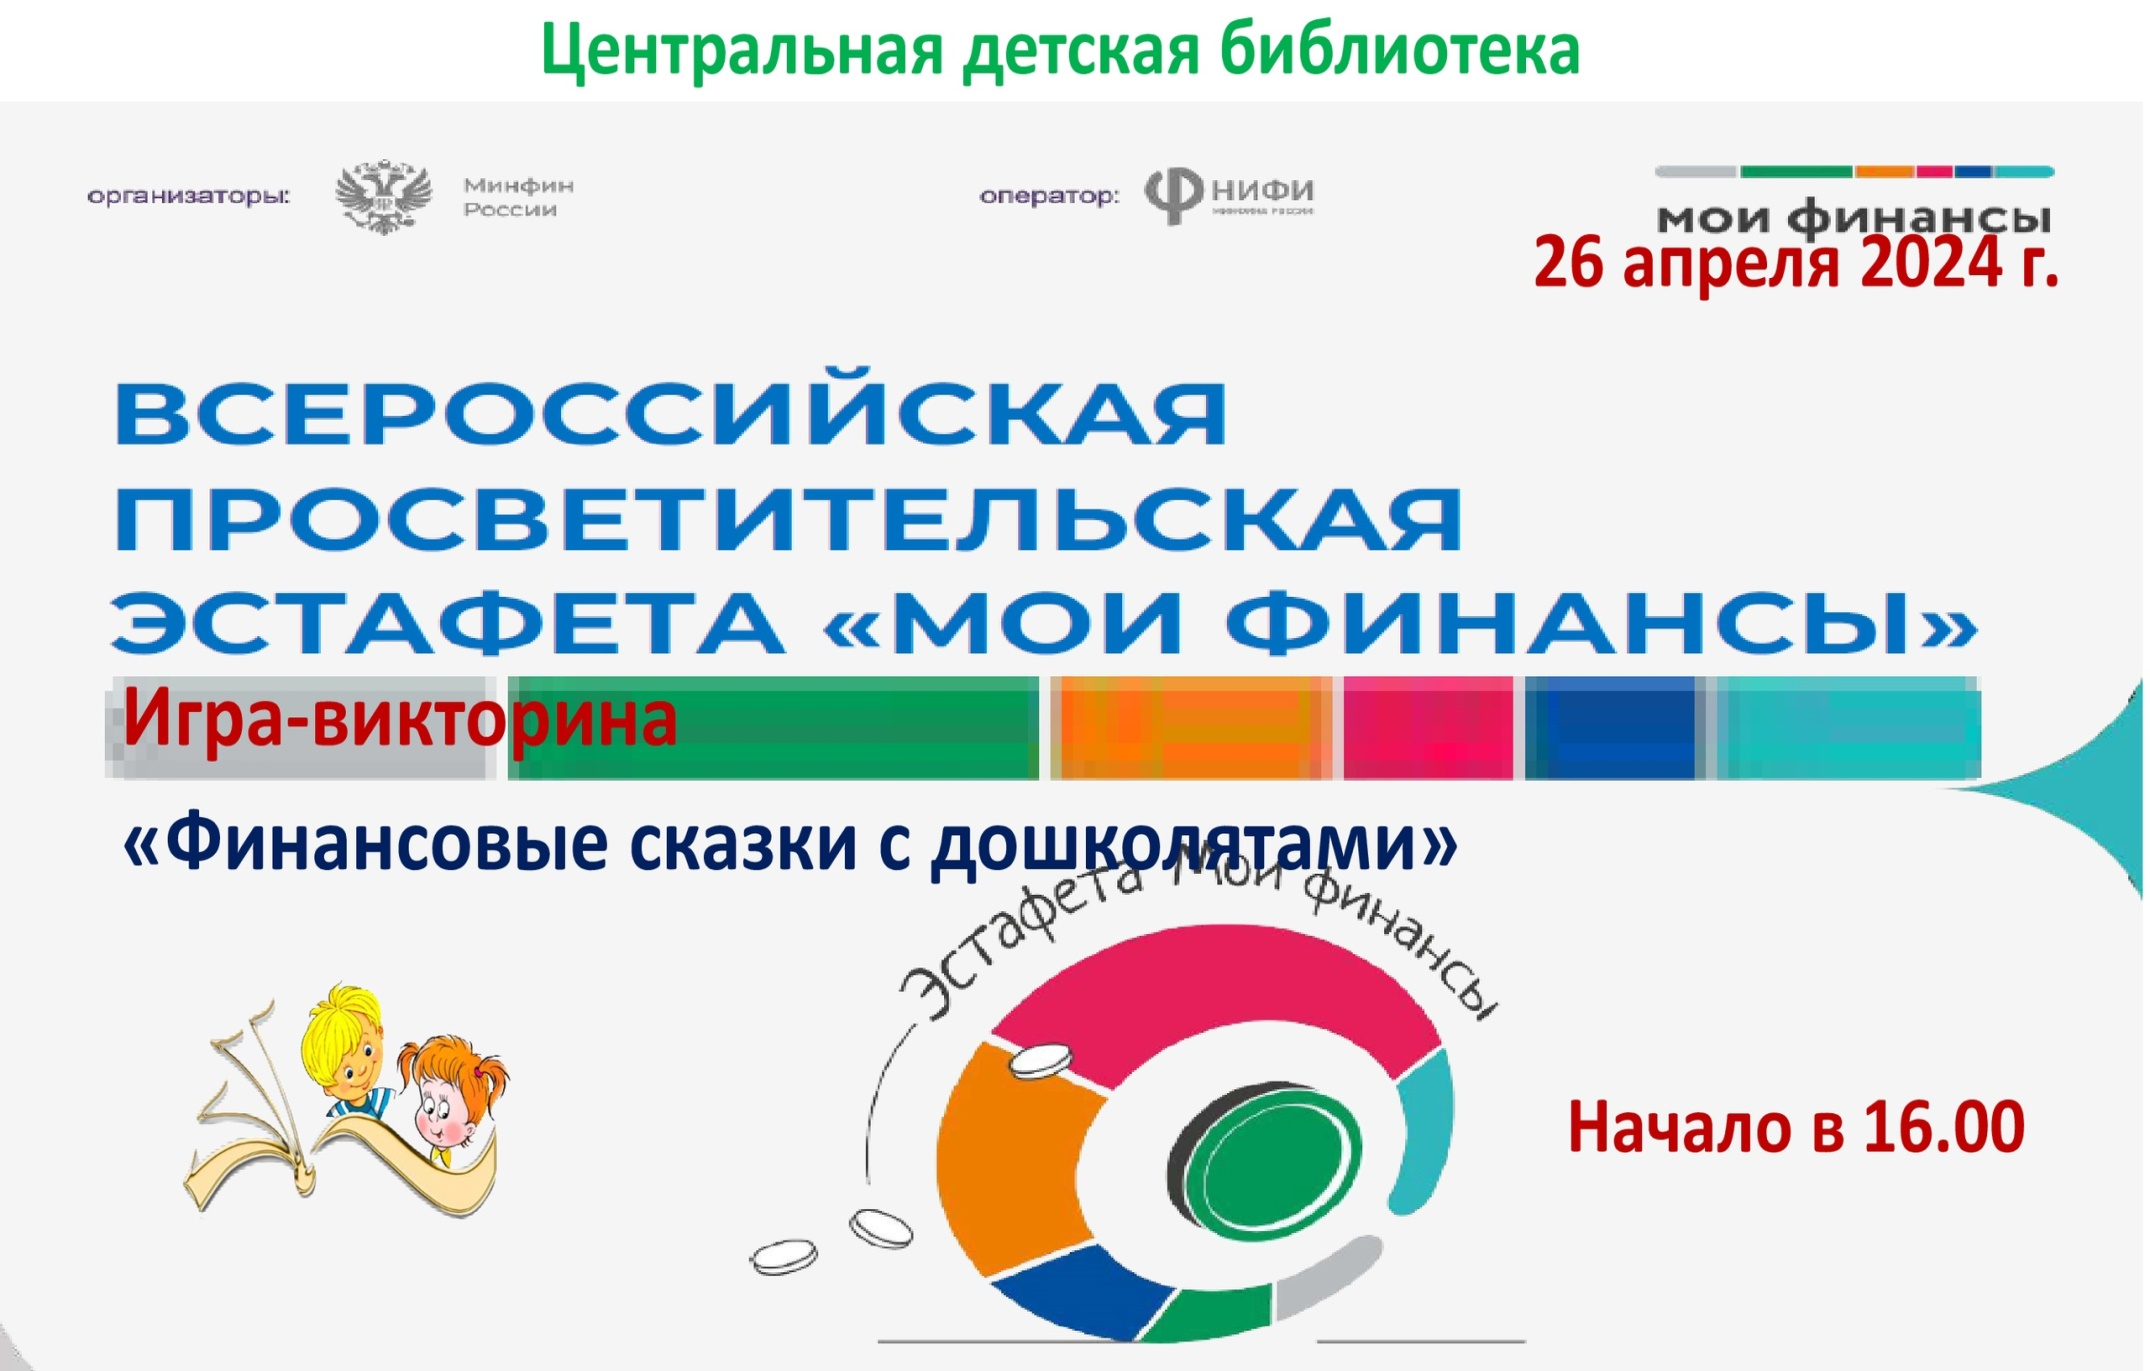 Центральная детская библиотека
организаторы:
Минфин
России
оператор:
НИФИ
мои финансы
26 апреля 2024 г.
ВСЕРОССИЙСКАЯ
ПРОСВЕТИТЕЛЬСКАЯ
ЭСТАФЕТА «МОИ ФИНАНСЫ»
Игра-викторина
«Финансовые сказки с дошколятами»
Эстафета Мои финансы
Начало в 16.00